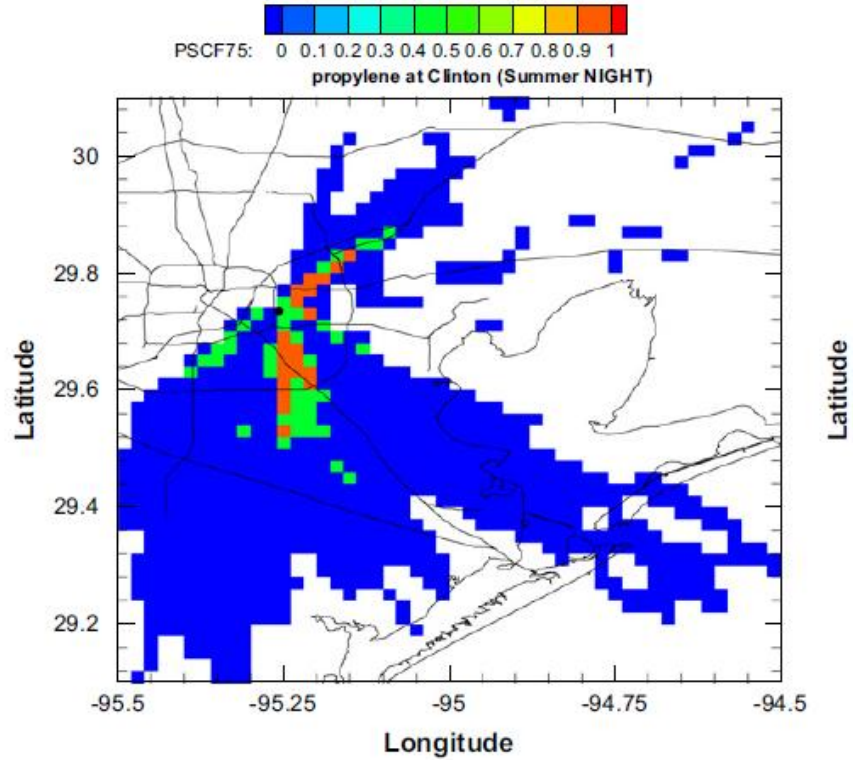 PSCF75: 0 0.1 0.2 0.3 0.4 0.5 0.6 0.7 0.8 0.9 1
propylene at Clinton (Summer NIGHT)
30
29.8
29.6
29.4
29.2
Latitude
Latitude
-95.5 -95.25 -95 -94.75 -94.5
Longitude